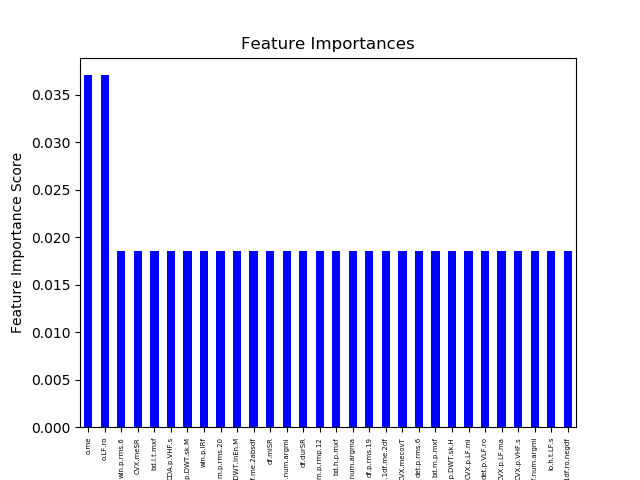 Feature Importances
Feature Importance Score
0.035
0.030
0.025
0.020
0.015
0.010
0.005
0.000
o.me
o.LF.ro
win.p.rms.6
CVX.meSR
bd.l.t.mxf
CDA.p.VHF.s
p.DWT.sk.M
win.p.IRf
m.p.rms.20
DWT.InEn.M
f.me.2absdf
df.miSR
.num.argmi
df.durSR
m.p.rmp.12
bd.h.p.mxf
num.argma
df.p.rms.19
.1df.me.2df
CVX.mecovT
det.p.rms.6
bd.m.p.mxf
p.DWT.sk.H
CVX.p.LF.mi
det.p.VLF.ro
CVX.p.LF.ma
CVX.p.VHF.s
f.num.argmi
lo.h.t.LF.s
1df.ro.negdf